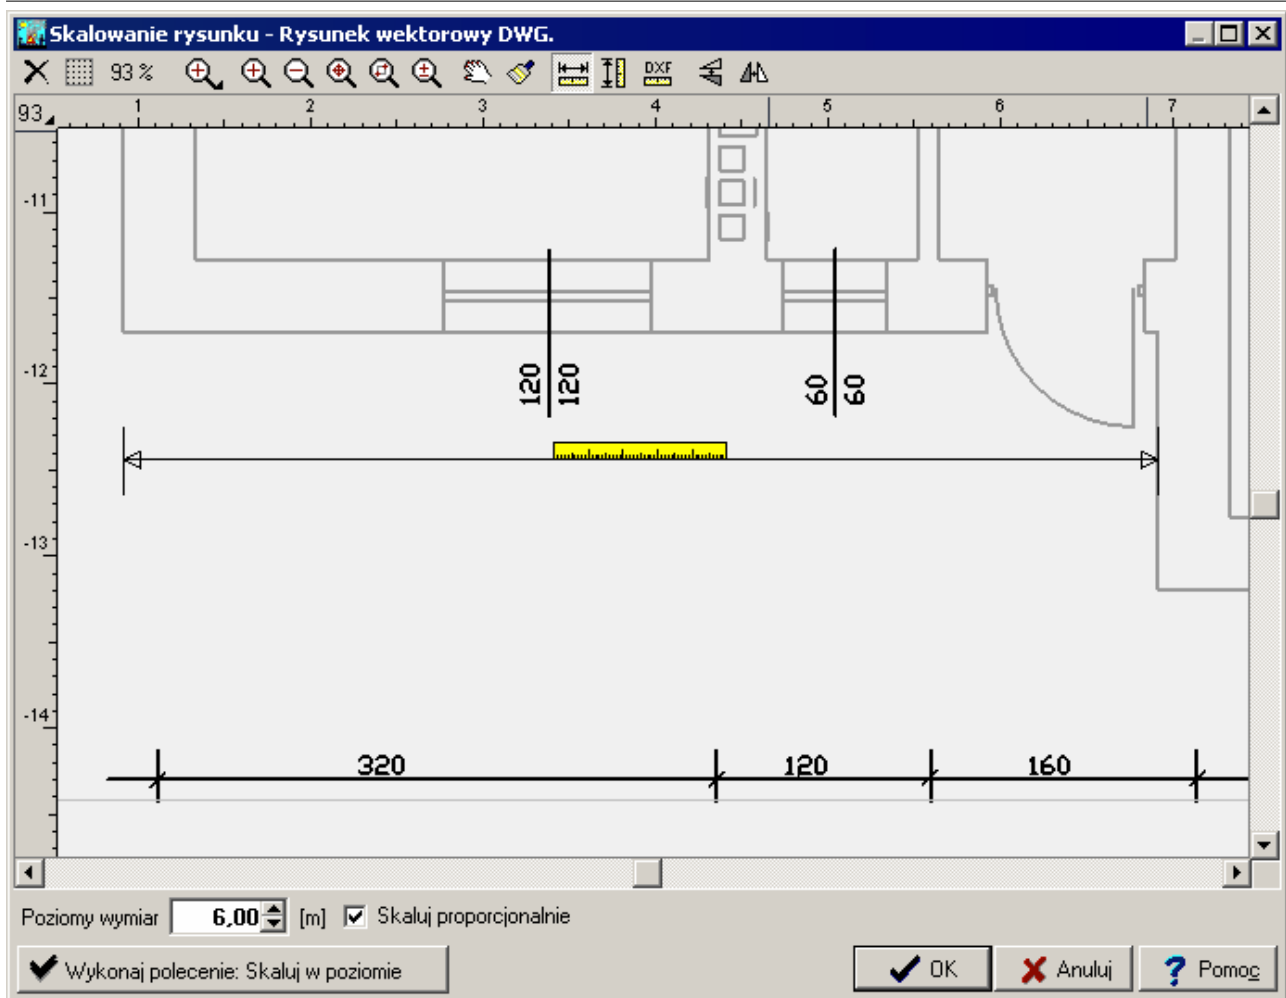 Skalowanie rysunku - Rysunek wektorowy DWG.
93 % DXF
93 1 2 3 4 5 6 7
-11
-12
120 120 60 60
-13
-14
320 120 160
Poziomy wymiar 6,00 [m] Skaluj proporcjonalnie
Wykonaj polecenie: Skaluj w poziomie OK Anuluj Pomoc